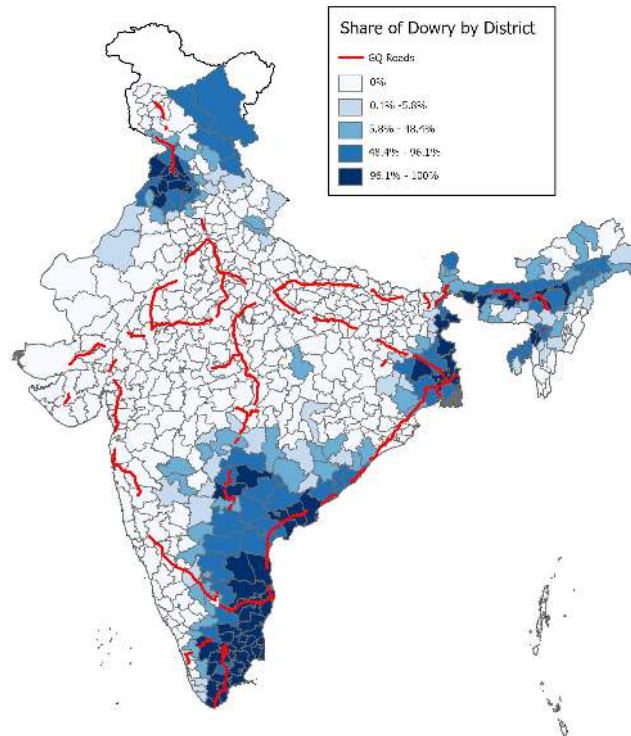 Share of Dowry by District
GQ Roads
0%
0.1% -5.8%
5.8% - 48.4%
48.4% - 96.1%
96.1% - 100%